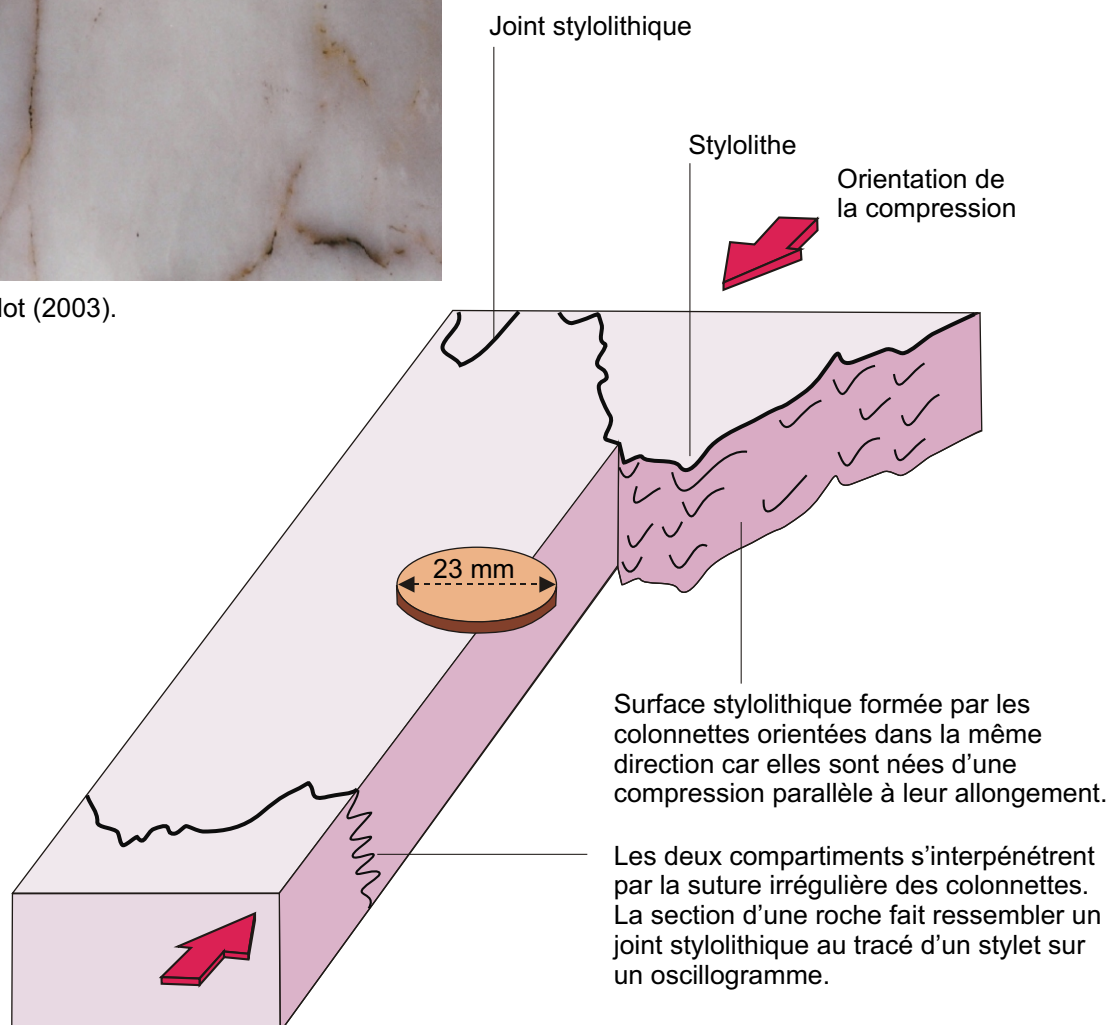 Joint stylolithique
Stylolithe
Orientation de
la compression
lot (2003).
23 mm
Surface stylolithique formée par les
colonnettes orientées dans la même
direction car elles sont nées d’une
compression parallèle à leur allongement.
Les deux compartiments s’interpénétrent
par la suture irrégulière des colonnettes.
La section d’une roche fait ressembler un
joint stylolithique au tracé d’un stylet sur
un oscillogramme.